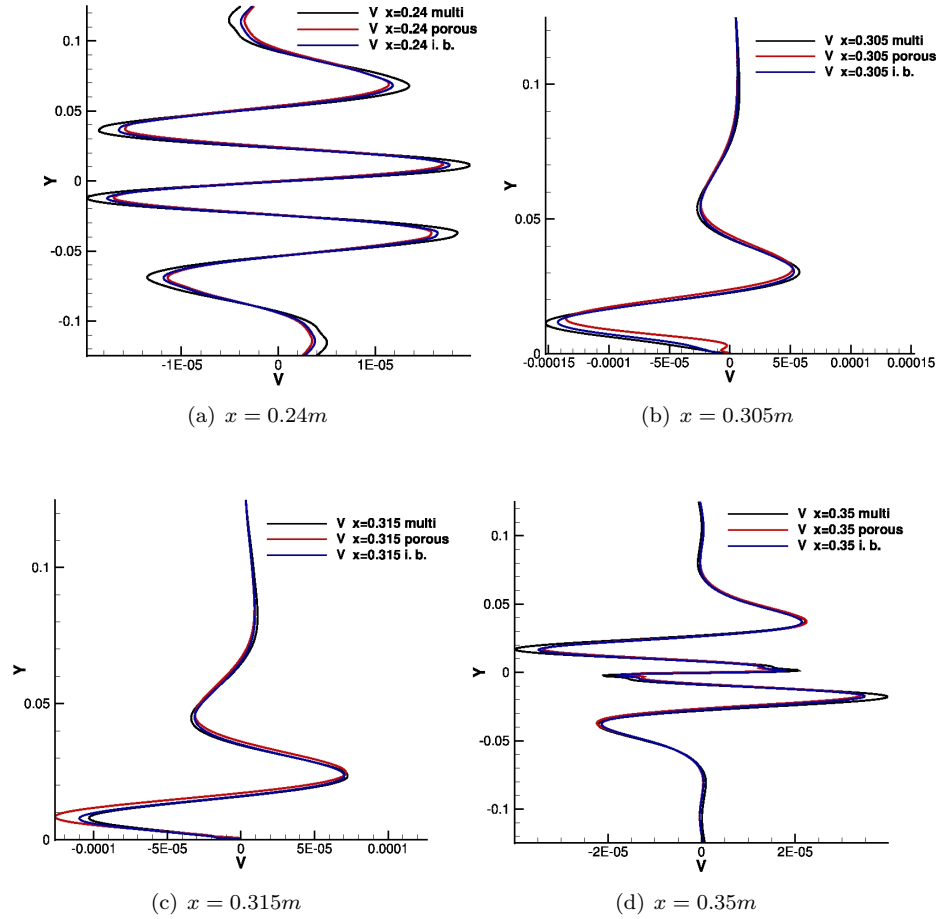 V x=0.24 multi
V x=0.24 porous
V x=0.24 i. b.
0.1
0.05
0
-0.05
-0.1
Y
-1E-05 0 1E-05
V
(a) x = 0.24m
V x=0.305 multi
V x=0.305 porous
V x=0.305 i. b.
0.1
0.05
0
Y
-0.00015 -0.0001 -5E-05 0 5E-05 0.0001 0.00015
V
(b) x = 0.305m
V x=0.315 multi
V x=0.315 porous
V x=0.315 i. b.
0.1
0.05
0
Y
-0.0001 -5E-05 0 5E-05 0.0001
V
(c) x = 0.315m
V x=0.35 multi
V x=0.35 porous
V x=0.35 i. b.
0.1
0.05
0
-0.05
-0.1
Y
-2E-05 0 2E-05
V
(d) x = 0.35m